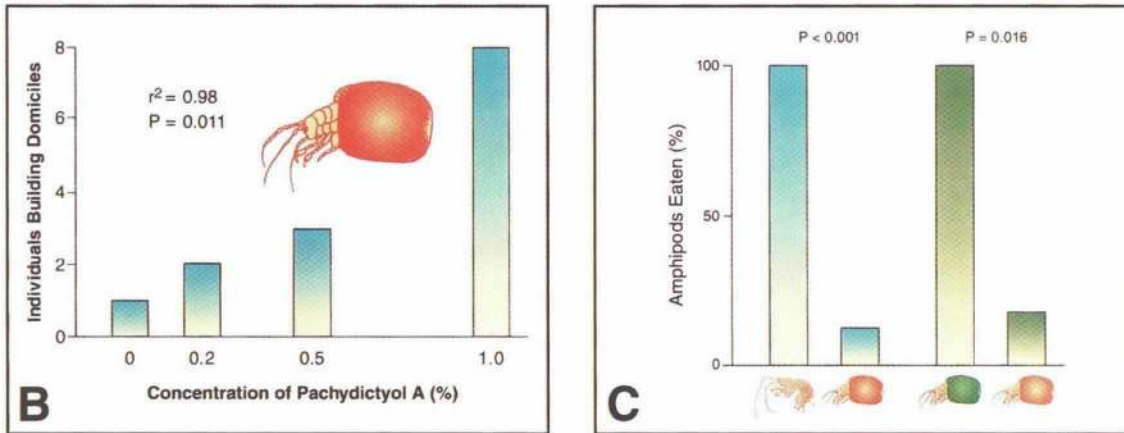 8
6
4
2
0
Individuals Building Domiciles
r² = 0.98
P = 0.011
0 0.2 0.5 1.0
Concentration of Pachydictyol A (%)
B
P < 0.001 P = 0.016
100
50
0
Amphipods Eaten (%)
C